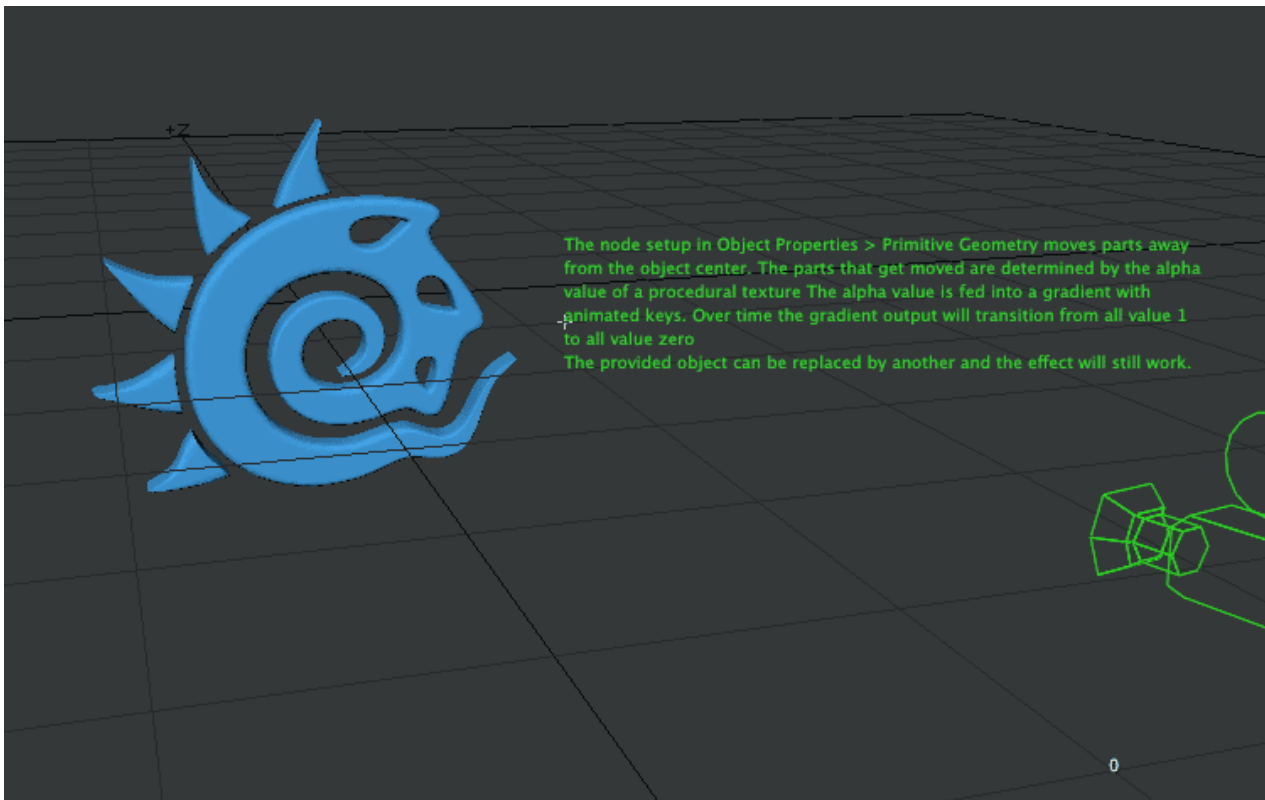 +Z
The node setup in Object Properties > Primitive Geometry moves parts away
from the object center. The parts that get moved are determined by the alpha
value of a procedural texture The alpha value is fed into a gradient with
animated keys. Over time the gradient output will transition from all value 1
to all value zero
The provided object can be replaced by another and the effect will still work.
0